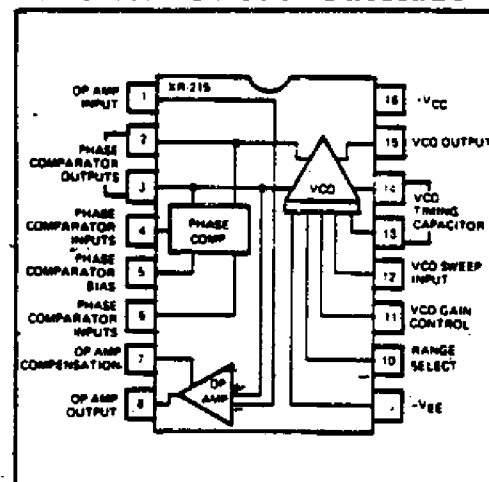 XR-215
OP AMP
INPUT
1
2
PHASE
COMPARATOR
OUTPUTS
3
PHASE
COMPARATOR
INPUTS
4
PHASE
COMPARATOR
BIAS
5
PHASE
COMPARATOR
INPUTS
6
OP AMP
COMPENSATION
7
OP AMP
OUTPUT
8
PHASE
COMP
OP
AMP
VCO
16
VCC
15
VCO OUTPUT
14
VCO
TIMING
CAPACITOR
13
12
VCO SWEEP
INPUT
11
VCO GAIN
CONTROL
10
RANGE
SELECT
-VEE